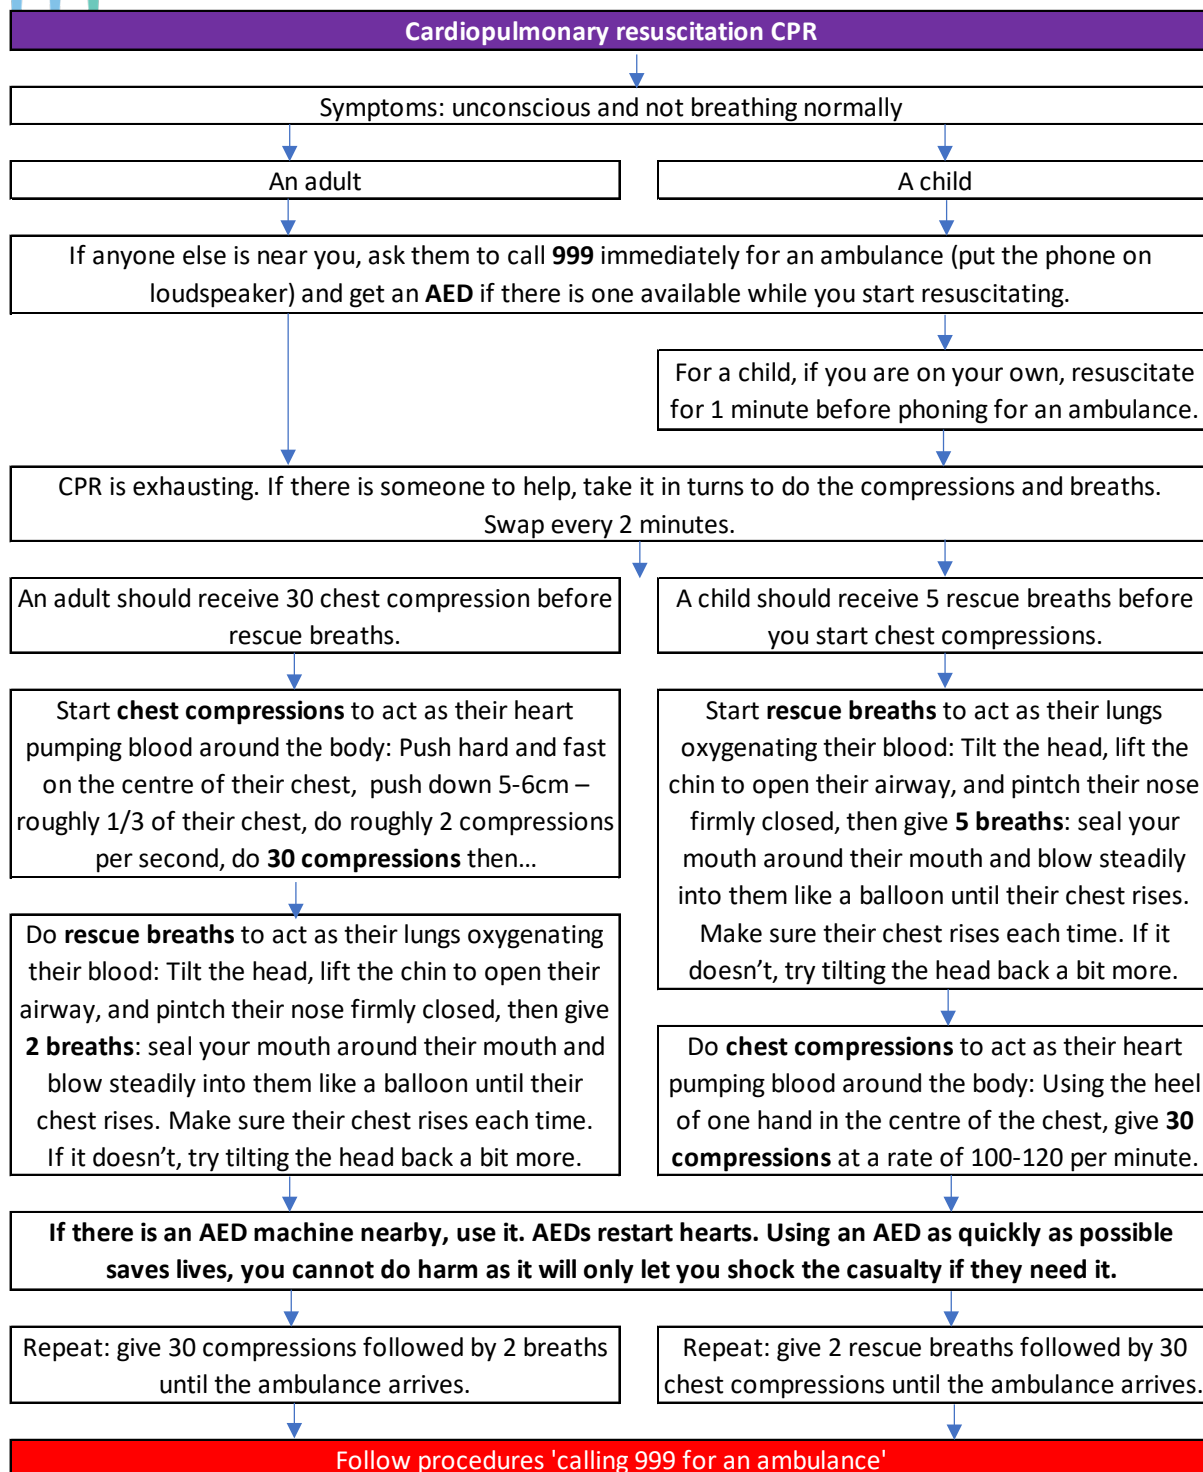 Cardiopulmonary resuscitation CPR
Symptoms: unconscious and not breathing normally
An adult
A child
If anyone else is near you, ask them to call 999 immediately for an ambulance (put the phone on
loudspeaker) and get an AED if there is one available while you start resuscitating.
For a child, if you are on your own, resuscitate
for 1 minute before phoning for an ambulance.
CPR is exhausting. If there is someone to help, take it in turns to do the compressions and breaths.
Swap every 2 minutes.
An adult should receive 30 chest compression before
rescue breaths.
A child should receive 5 rescue breaths before
you start chest compressions.
Start chest compressions to act as their heart
pumping blood around the body: Push hard and fast
on the centre of their chest, push down 5-6cm –
roughly 1/3 of their chest, do roughly 2 compressions
per second, do 30 compressions then...
Start rescue breaths to act as their lungs
oxygenating their blood: Tilt the head, lift the
chin to open their airway, and pintch their nose
firmly closed, then give 5 breaths: seal your
mouth around their mouth and blow steadily
into them like a balloon until their chest rises.
Make sure their chest rises each time. If it
doesn't, try tilting the head back a bit more.
Do rescue breaths to act as their lungs oxygenating
their blood: Tilt the head, lift the chin to open their
airway, and pintch their nose firmly closed, then give
2 breaths: seal your mouth around their mouth and
blow steadily into them like a balloon until their
chest rises. Make sure their chest rises each time.
If it doesn't, try tilting the head back a bit more.
Do chest compressions to act as their heart
pumping blood around the body: Using the heel
of one hand in the centre of the chest, give 30
compressions at a rate of 100-120 per minute.
If there is an AED machine nearby, use it. AEDs restart hearts. Using an AED as quickly as possible
saves lives, you cannot do harm as it will only let you shock the casualty if they need it.
Repeat: give 30 compressions followed by 2 breaths
until the ambulance arrives.
Repeat: give 2 rescue breaths followed by 30
chest compressions until the ambulance arrives.
Follow procedures 'calling 999 for an ambulance'